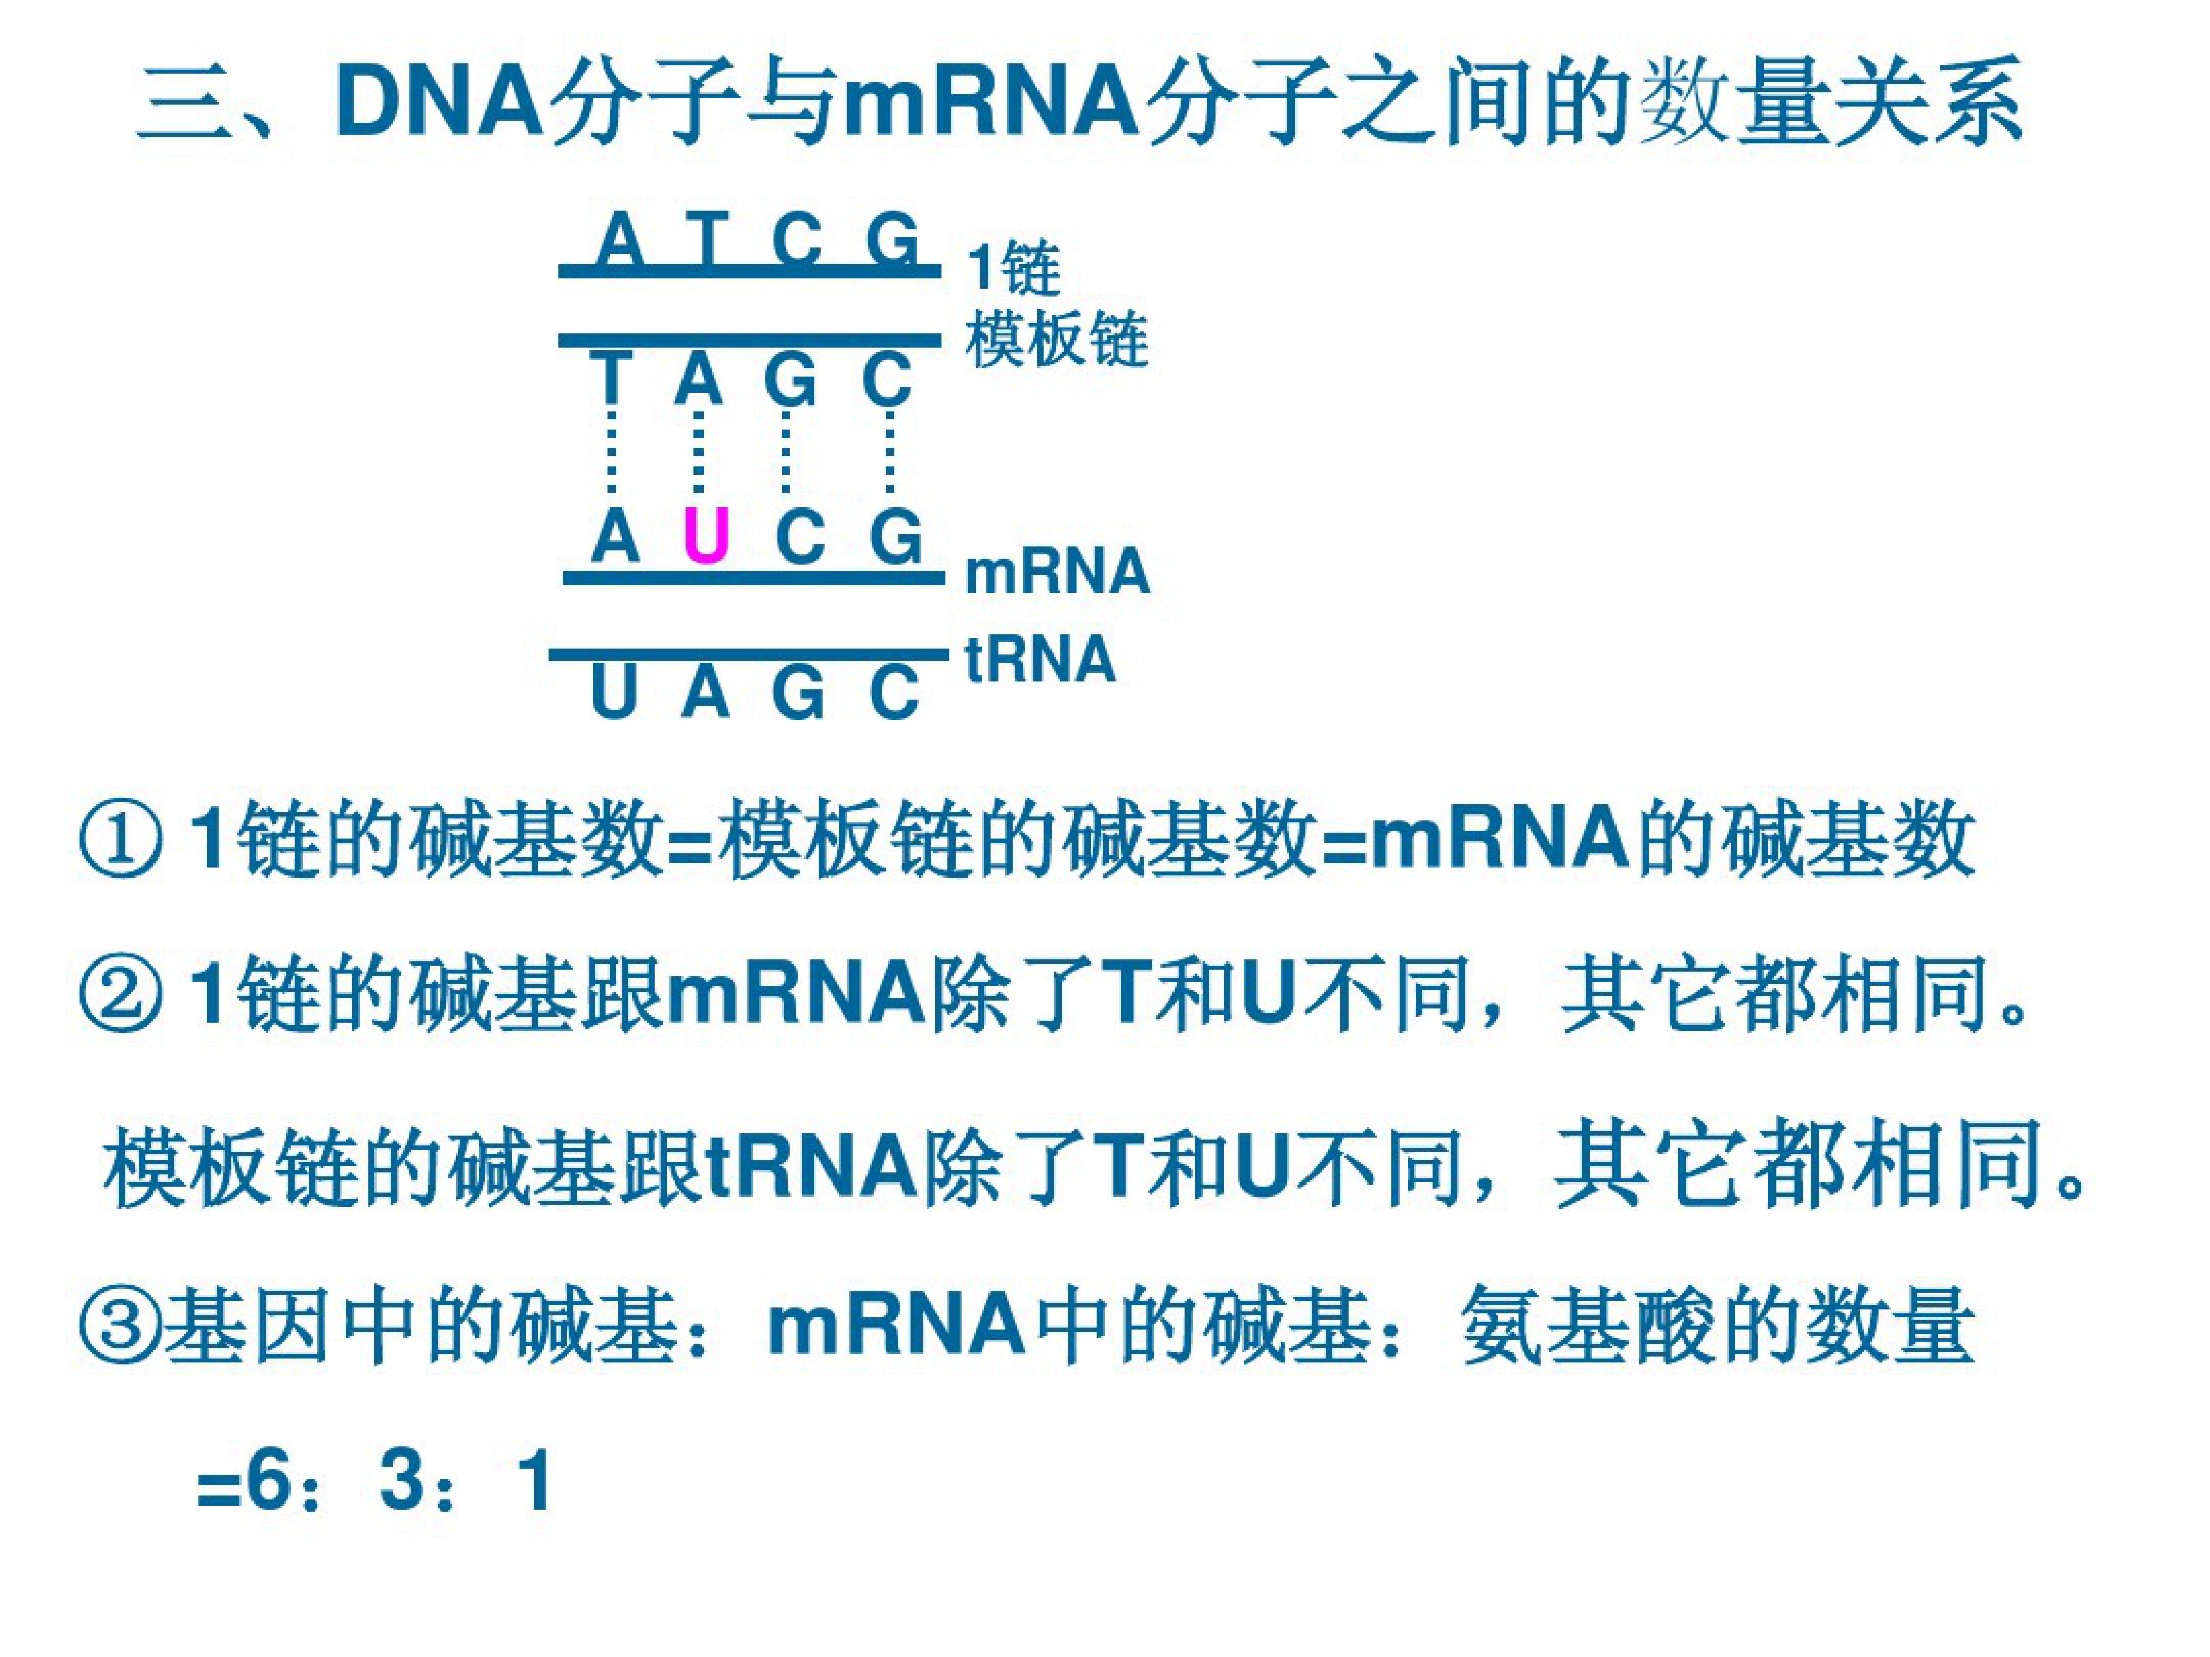 三、DNA分子与mRNA分子之间的数量关系
A T C G
1链
模板链
T A G C
A U C G
mRNA
tRNA
U A G C
① 1链的碱基数=模板链的碱基数=mRNA的碱基数
② 1链的碱基跟mRNA除了T和U不同，其它都相同。
模板链的碱基跟tRNA除了T和U不同，其它都相同。
③基因中的碱基：mRNA中的碱基：氨基酸的数量
=6：3：1